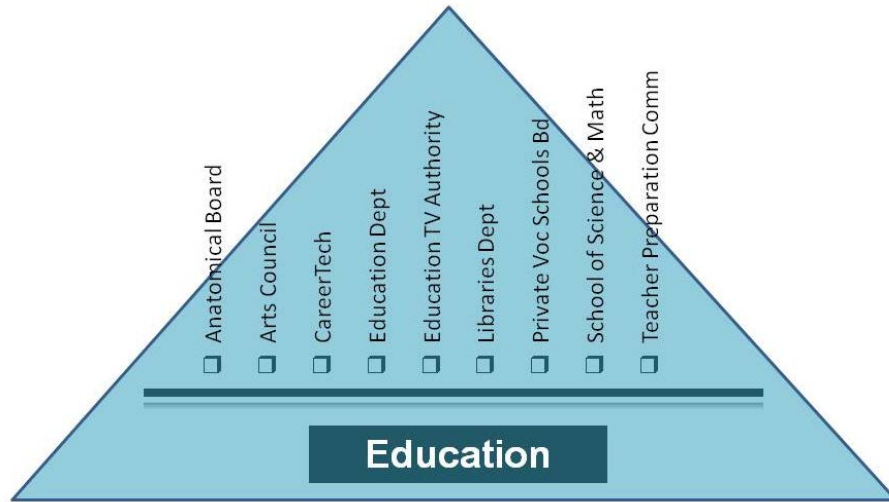 Anatomical Board
Arts Council
CareerTech
Education Dept
Education TV Authority
Libraries Dept
Private Voc Schools Bd
School of Science & Math
Teacher Preparation Comm
Education